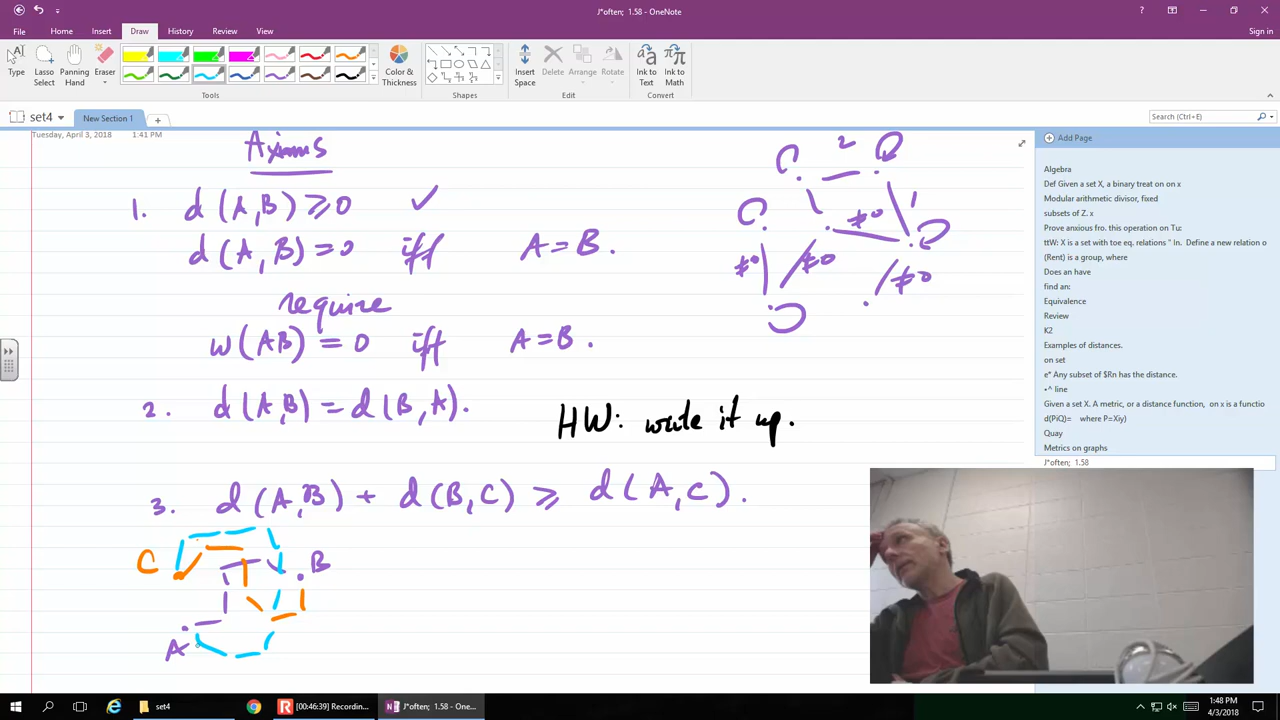 J*often; 1.58 - OneNote
Sign in
File Home Insert Draw History Review View
Type
Lasso Select
Panning Hand
Eraser
Color & Thickness
Insert Space
Delete
Arrange
Rotate
Ink to Text
Ink to Math
Tools
Shapes
Edit
Convert
set4
New Section 1
Search (Ctrl+E)
Tuesday, April 3, 2018 1:41 PM
Axioms
1. d(A,B) ≥ 0 ✓
d(A,B) = 0 iff A = B.
require
w(AB) = 0 iff A = B.
2. d(A,B) = d(B,A).
HW: write it up.
3. d(A,B) + d(B,C) ≥ d(A,C).
C
B
A
2
1
≠0
≠0
≠0
≠0
Add Page
Algebra
Def Given a set X, a binary treat on on x
Modular arithmetic divisor, fixed
subsets of Z. x
Prove anxious fro. this operation on Tu:
ttW: X is a set with toe eq. relations " In. Define a new relation o
(Rent) is a group, where
Does an have
find an:
Equivalence
Review
K2
Examples of distances.
on set
e* Any subset of $Rn has the distance.
•^ line
Given a set X. A metric, or a distance function, on x is a functio
d(PiQ)= where P=Xiy)
Quay
Metrics on graphs
J*often; 1.58
set4
[00:46:39] Recordin...
J*often; 1.58 - One...
1:48 PM
4/3/2018